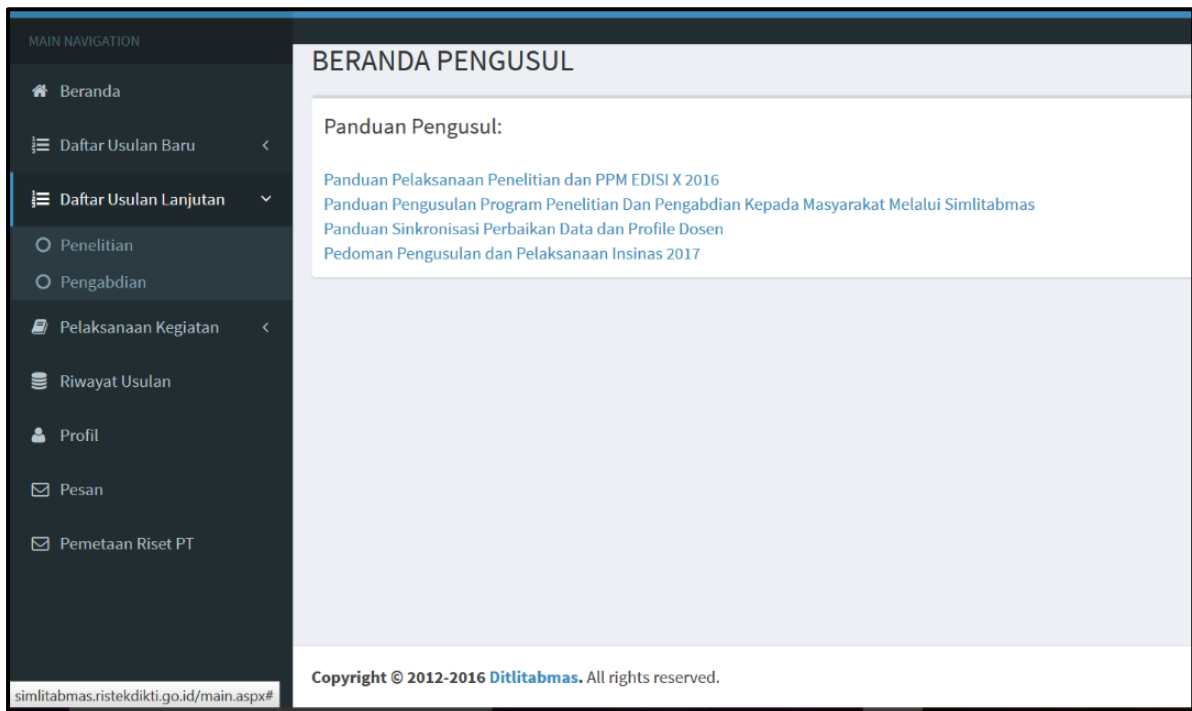 MAIN NAVIGATION
Beranda
Daftar Usulan Baru
Daftar Usulan Lanjutan
Penelitian
Pengabdian
Pelaksanaan Kegiatan
Riwayat Usulan
Profil
Pesan
Pemetaan Riset PT
simlitabmas.ristekdikti.go.id/main.aspx#
BERANDA PENGUSUL
Panduan Pengusul:
Panduan Pelaksanaan Penelitian dan PPM EDISI X 2016
Panduan Pengusulan Program Penelitian Dan Pengabdian Kepada Masyarakat Melalui Simlitabmas
Panduan Sinkronisasi Perbaikan Data dan Profile Dosen
Pedoman Pengusulan dan Pelaksanaan Insinas 2017
Copyright © 2012-2016 Ditlitabmas. All rights reserved.